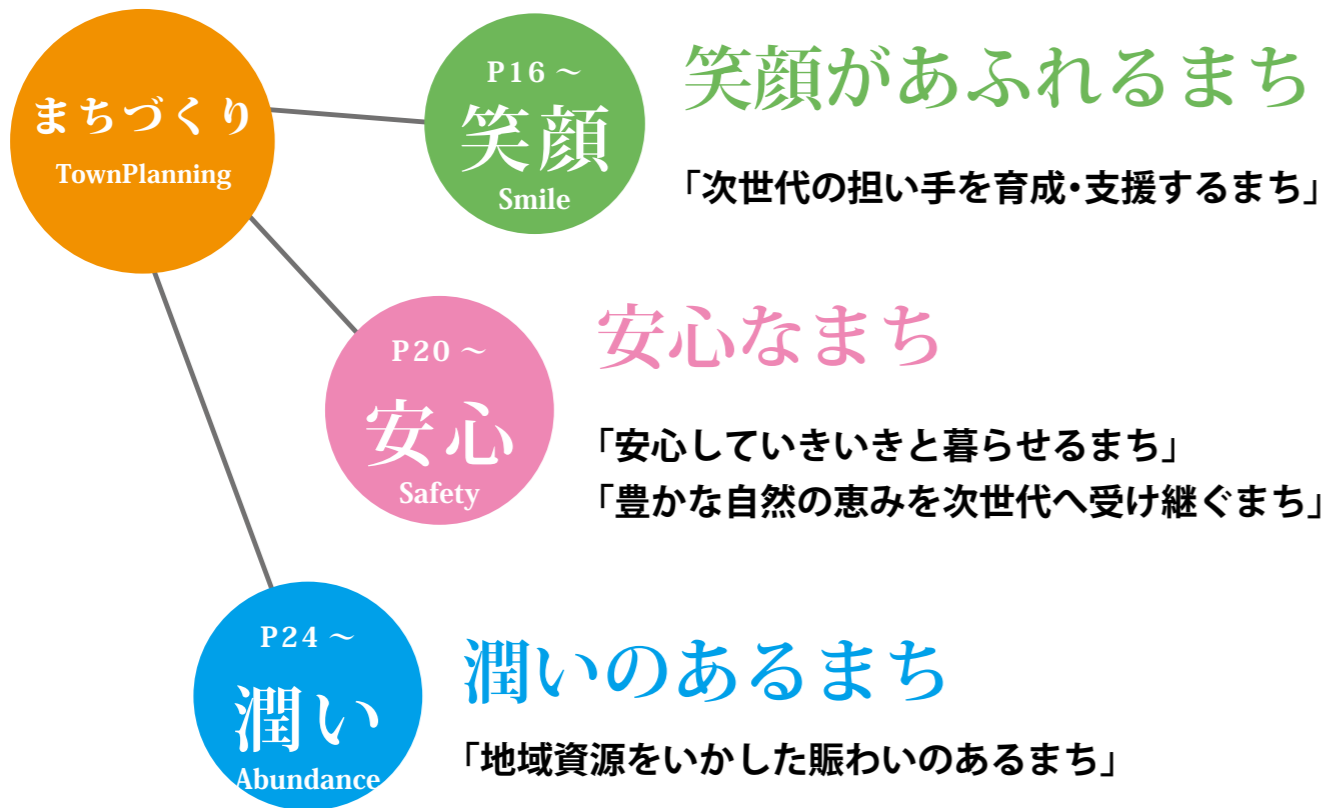 まちづくり
TownPlanning
P16～
笑顔
Smile
笑顔があふれるまち
「次世代の担い手を育成・支援するまち」
P20～
安心
Safety
安心なまち
「安心していきいきと暮らせるまち」
「豊かな自然の恵みを次世代へ受け継ぐまち」
P24～
潤い
Abundance
潤いのあるまち
「地域資源をいかした賑わいのあるまち」